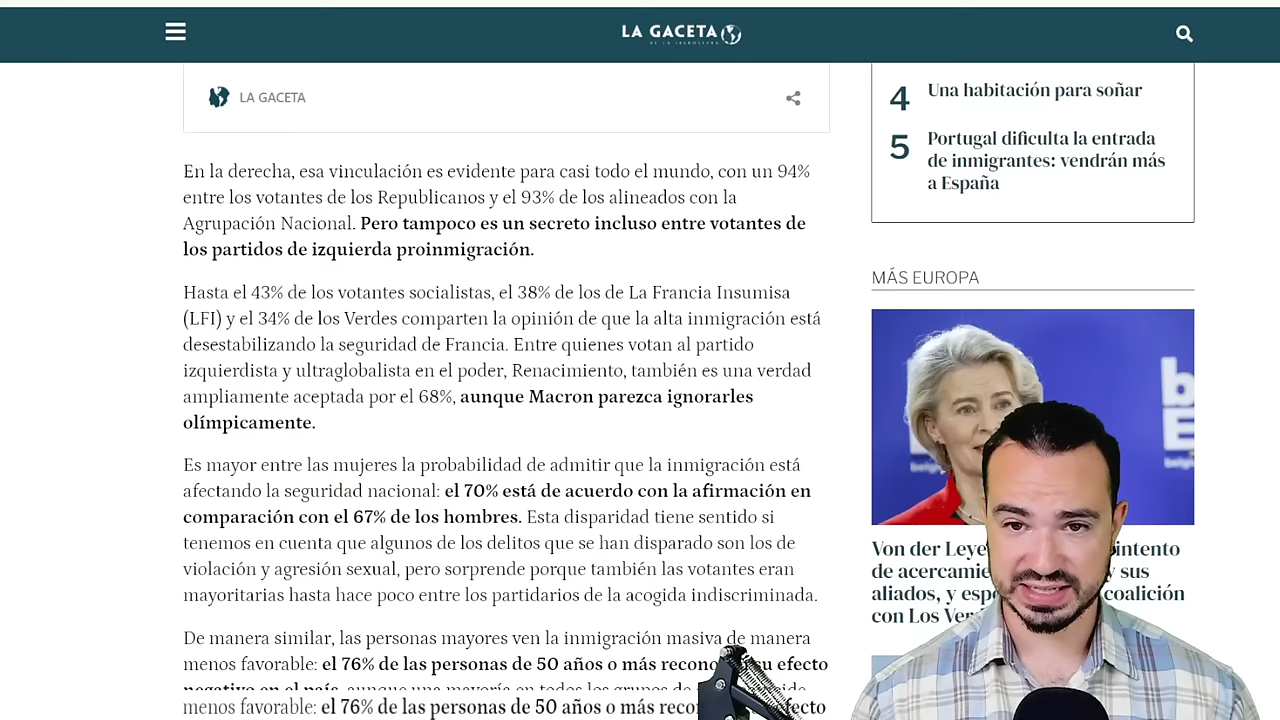 LA GACETA
DE LA IBEROSFERA
LA GACETA
En la derecha, esa vinculación es evidente para casi todo el mundo, con un 94%
entre los votantes de los Republicanos y el 93% de los alineados con la
Agrupación Nacional. Pero tampoco es un secreto incluso entre votantes de
los partidos de izquierda proinmigración.
Hasta el 43% de los votantes socialistas, el 38% de los de La Francia Insumisa
(LFI) y el 34% de los Verdes comparten la opinión de que la alta inmigración está
desestabilizando la seguridad de Francia. Entre quienes votan al partido
izquierdista y ultraglobalista en el poder, Renacimiento, también es una verdad
ampliamente aceptada por el 68%, aunque Macron parezca ignorarles
olímpicamente.
Es mayor entre las mujeres la probabilidad de admitir que la inmigración está
afectando la seguridad nacional: el 70% está de acuerdo con la afirmación en
comparación con el 67% de los hombres. Esta disparidad tiene sentido si
tenemos en cuenta que algunos de los delitos que se han disparado son los de
violación y agresión sexual, pero sorprende porque también las votantes eran
mayoritarias hasta hace poco entre los partidarios de la acogida indiscriminada.
De manera similar, las personas mayores ven la inmigración masiva de manera
menos favorable: el 76% de las personas de 50 años o más efecto
menos favorable: el 76% de las personas de 50 años o más efecto
4 Una habitación para soñar
5 Portugal dificulta la entrada
de inmigrantes: vendrán más
a España
MÁS EUROPA
Von der
de y sus
aliados, y coalición
con Los